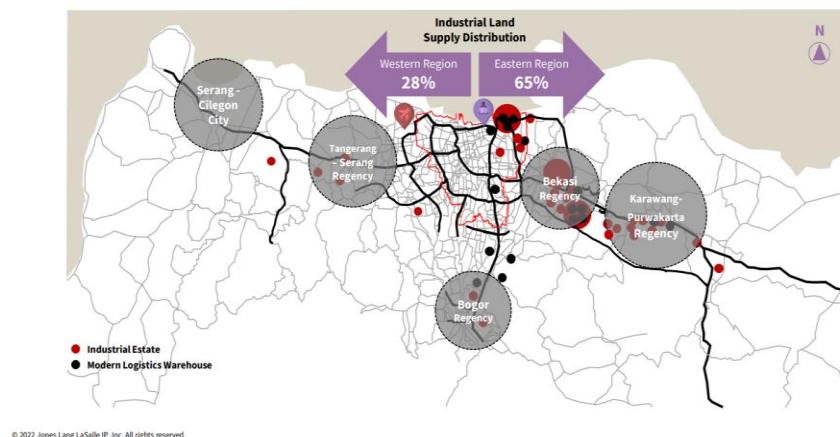 Industrial Land
Supply Distribution
N
Western Region
28%
Eastern Region
65%
Serang -
Cilegon
City
Tangerang
– Serang
Regency
Bekasi
Regency
Karawang-
Purwakarta
Regency
Bogor
Regency
Industrial Estate
Modern Logistics Warehouse
© 2022 Jones Lang LaSalle IP, Inc. All rights reserved.